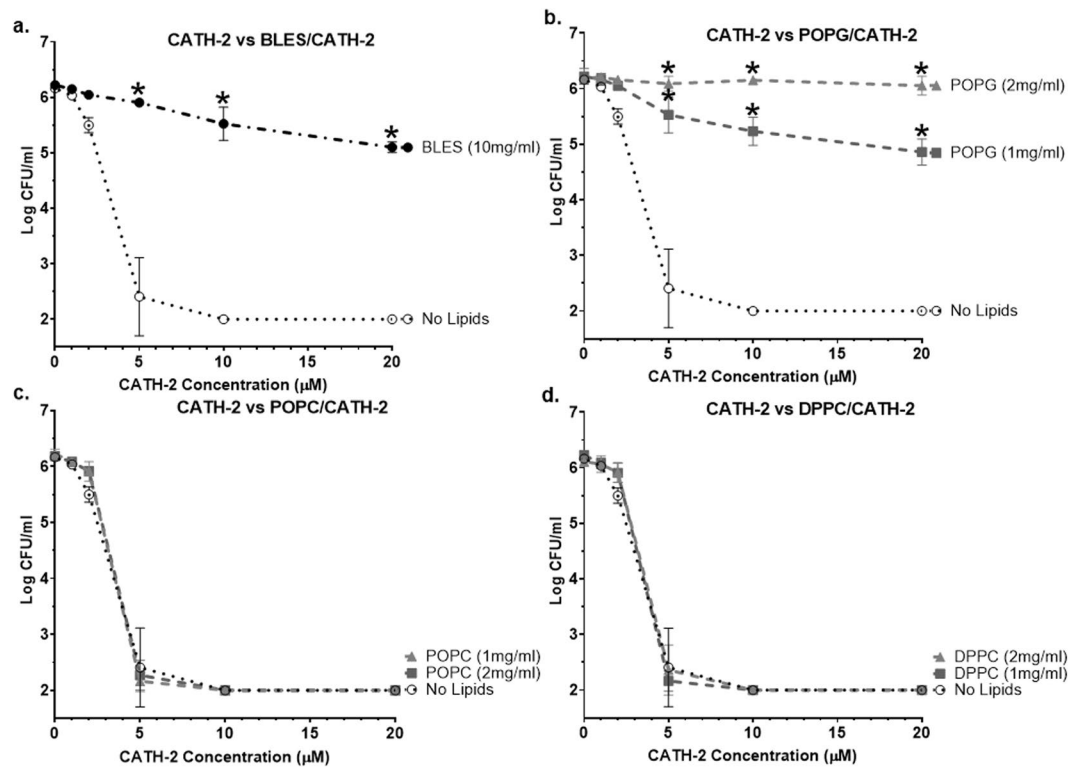 a.
CATH-2 vs BLES/CATH-2
7
6
5
4
3
2
Log CFU/ml
*
*
*
BLES (10mg/ml)
No Lipids
0
5
10
15
20
CATH-2 Concentration (μM)
b.
CATH-2 vs POPG/CATH-2
7
6
5
4
3
2
Log CFU/ml
*
*
*
*
*
*
POPG (2mg/ml)
POPG (1mg/ml)
No Lipids
0
5
10
15
20
CATH-2 Concentration (μM)
c.
CATH-2 vs POPC/CATH-2
7
6
5
4
3
2
Log CFU/ml
POPC (1mg/ml)
POPC (2mg/ml)
No Lipids
0
5
10
15
20
CATH-2 Concentration (μM)
d.
CATH-2 vs DPPC/CATH-2
7
6
5
4
3
2
Log CFU/ml
DPPC (2mg/ml)
DPPC (1mg/ml)
No Lipids
0
5
10
15
20
CATH-2 Concentration (μM)